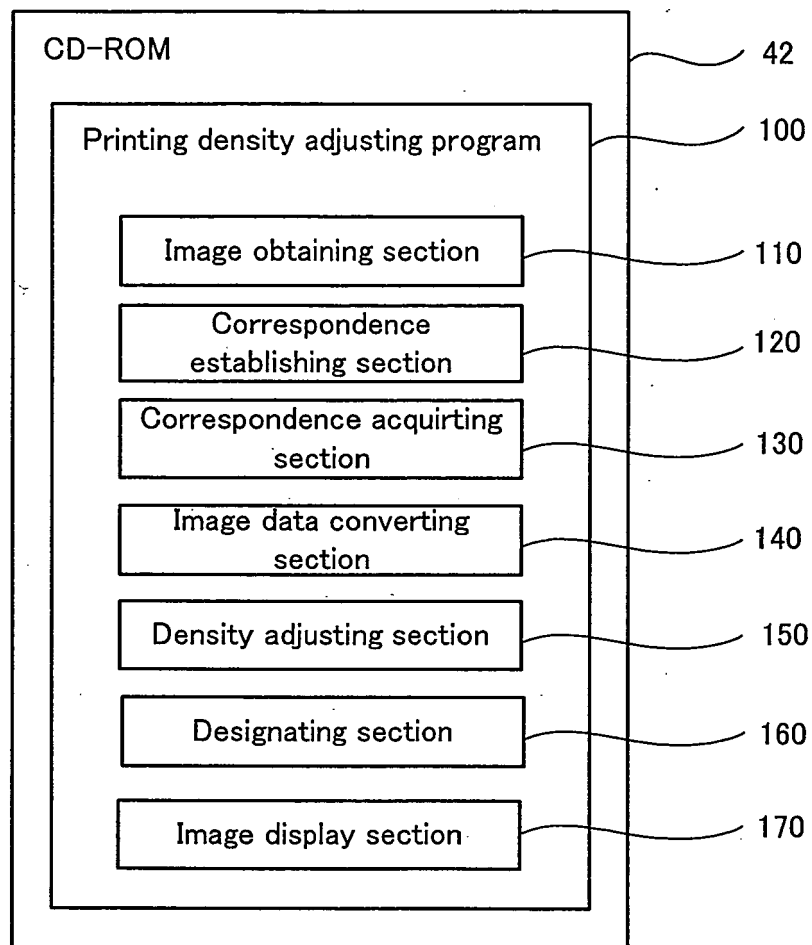 CD-ROM
42
Printing density adjusting program
100
Image obtaining section
110
Correspondence
establishing section
120
Correspondence acquirting
section
130
Image data converting
section
140
Density adjusting section
150
Designating section
160
Image display section
170